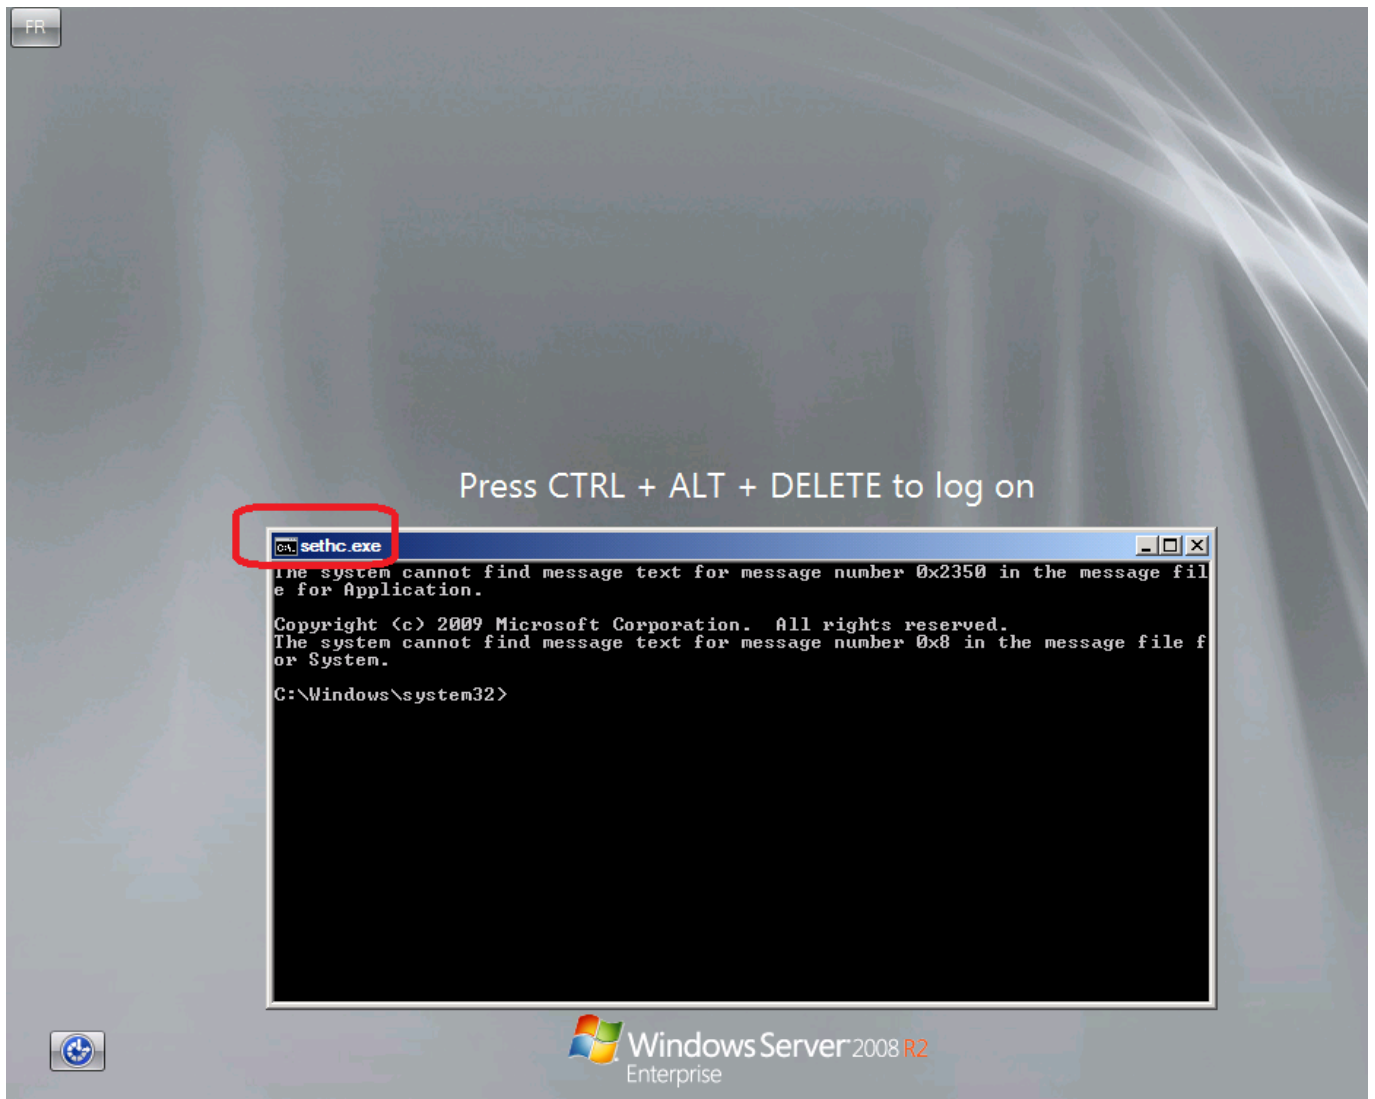 FR
Press CTRL + ALT + DELETE to log on
C:\. sethc.exe
The system cannot find message text for message number 0x2350 in the message fil
e for Application.
Copyright (c) 2009 Microsoft Corporation.  All rights reserved.
The system cannot find message text for message number 0x8 in the message file f
or System.
C:\Windows\system32>
Windows Server 2008 R2
Enterprise